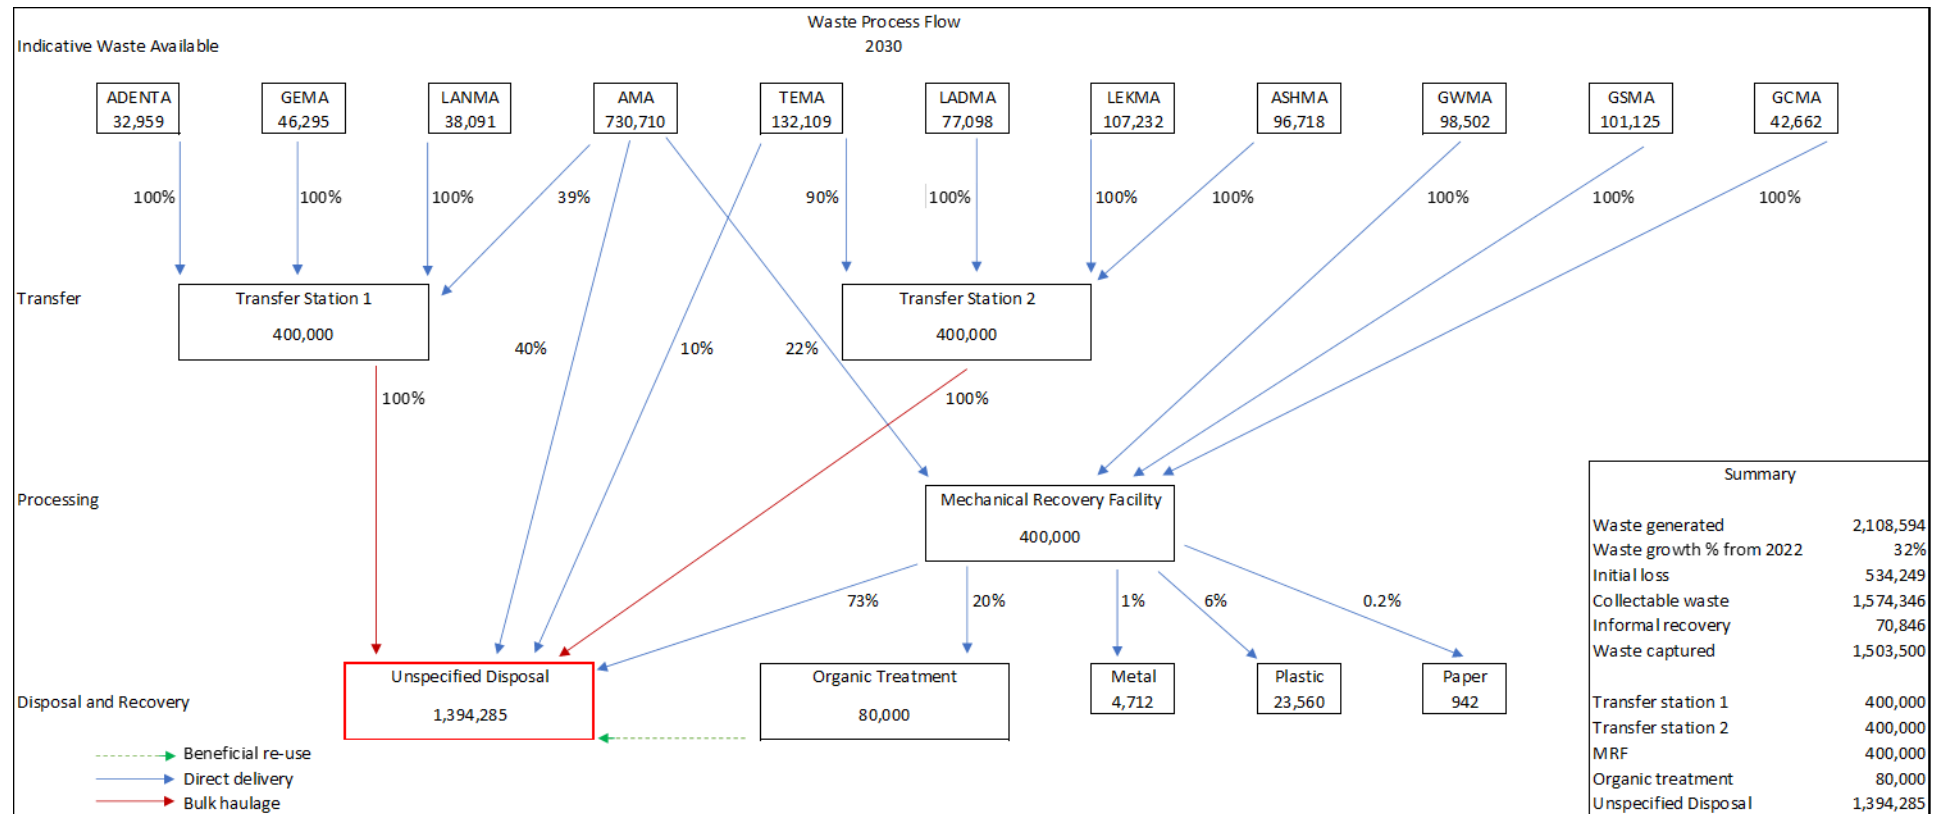 Waste Process Flow
Indicative Waste Available
2030
ADENTA
32,959
GEMA
46,295
LANMA
38,091
AMA
730,710
TEMA
132,109
LADMA
77,098
LEKMA
107,232
ASHMA
96,718
GWMA
98,502
GSMA
101,125
GCMA
42,662
100%
100%
100%
39%
90%
100%
100%
100%
100%
100%
100%
Transfer
Transfer Station 1
400,000
Transfer Station 2
400,000
40%
10%
22%
100%
100%
Processing
Mechanical Recovery Facility
400,000
73%
20%
1%
6%
0.2%
Disposal and Recovery
Unspecified Disposal
1,394,285
Organic Treatment
80,000
Metal
4,712
Plastic
23,560
Paper
942
Beneficial re-use
Direct delivery
Bulk haulage
Summary
Waste generated 2,108,594
Waste growth % from 2022 32%
Initial loss 534,249
Collectable waste 1,574,346
Informal recovery 70,846
Waste captured 1,503,500
Transfer station 1 400,000
Transfer station 2 400,000
MRF 400,000
Organic treatment 80,000
Unspecified Disposal 1,394,285